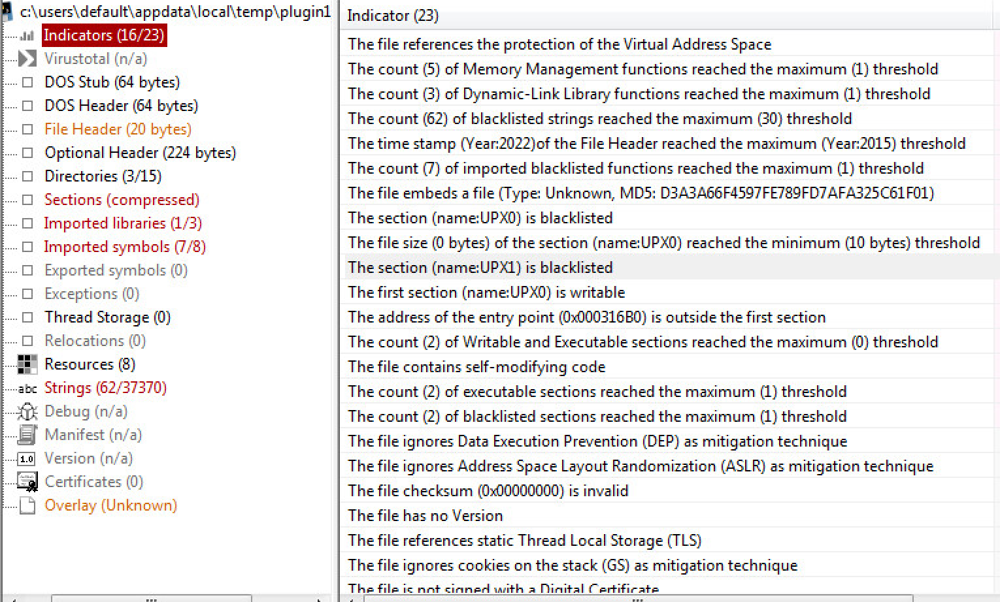 c:\users\default\appdata\local\temp\plugin1
Indicators (16/23)
Virustotal (n/a)
DOS Stub (64 bytes)
DOS Header (64 bytes)
File Header (20 bytes)
Optional Header (224 bytes)
Directories (3/15)
Sections (compressed)
Imported libraries (1/3)
Imported symbols (7/8)
Exported symbols (0)
Exceptions (0)
Thread Storage (0)
Relocations (0)
Resources (8)
abc Strings (62/37370)
Debug (n/a)
Manifest (n/a)
1.0 Version (n/a)
Certificates (0)
Overlay (Unknown)
Indicator (23)
The file references the protection of the Virtual Address Space
The count (5) of Memory Management functions reached the maximum (1) threshold
The count (3) of Dynamic-Link Library functions reached the maximum (1) threshold
The count (62) of blacklisted strings reached the maximum (30) threshold
The time stamp (Year:2022)of the File Header reached the maximum (Year:2015) threshold
The count (7) of imported blacklisted functions reached the maximum (1) threshold
The file embeds a file (Type: Unknown, MD5: D3A3A66F4597FE789FD7AFA325C61F01)
The section (name:UPX0) is blacklisted
The file size (0 bytes) of the section (name:UPX0) reached the minimum (10 bytes) threshold
The section (name:UPX1) is blacklisted
The first section (name:UPX0) is writable
The address of the entry point (0x000316B0) is outside the first section
The count (2) of Writable and Executable sections reached the maximum (0) threshold
The file contains self-modifying code
The count (2) of executable sections reached the maximum (1) threshold
The count (2) of blacklisted sections reached the maximum (1) threshold
The file ignores Data Execution Prevention (DEP) as mitigation technique
The file ignores Address Space Layout Randomization (ASLR) as mitigation technique
The file checksum (0x00000000) is invalid
The file has no Version
The file references static Thread Local Storage (TLS)
The file ignores cookies on the stack (GS) as mitigation technique
The file is not signed with a Digital Certificate